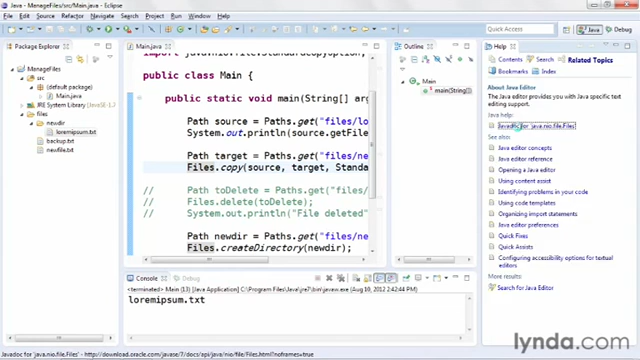 Java - ManageFiles/src/Main.java - Eclipse
File Edit Source Refactor Navigate Search Project Window Help
Java Debug
Package Explorer
ManageFiles
src
(default package)
Main.java
JRE System Library [JavaSE-1.7
files
newdir
loremipsum.txt
backup.txt
newfile.txt
Main.java
import java.nio.file.StandardCopyOption;
public class Main {
public static void main(String[] arg
Path source = Paths.get("files/lo
System.out.println(source.getFile
Path target = Paths.get("files/ne
Files.copy(source, target, Standa
// Path toDelete = Paths.get("files/
// Files.delete(toDelete);
// System.out.println("File deleted"
Path newdir = Paths.get("files/ne
Files.createDirectory(newdir);
Outline
Main
main(String[])
Console Debug
<terminated> Main (13) [Java Application] C:\Program Files\Java\jre7\bin\javaw.exe (Aug 10, 2012 2:42:44 PM)
loremipsum.txt
Help
Contents Search Related Topics
Bookmarks Index
About Java Editor
The Java editor provides you with Java specific text
editing support.
Java help:
Javadoc for 'java.nio.file.Files'
See also:
Java editor concepts
Java editor reference
Opening a Java editor
Using content assist
Identifying problems in your code
Using code templates
Organizing import statements
Java editor preferences
Quick Fixes
Quick Assists
Configuring accessibility options for textual
editors
More results:
Search for Java Editor
lynda.com
Javadoc for java.nio.file.Files - http://download.oracle.com/javase/7/docs/api/java/nio/file/Files.html?noframes=true